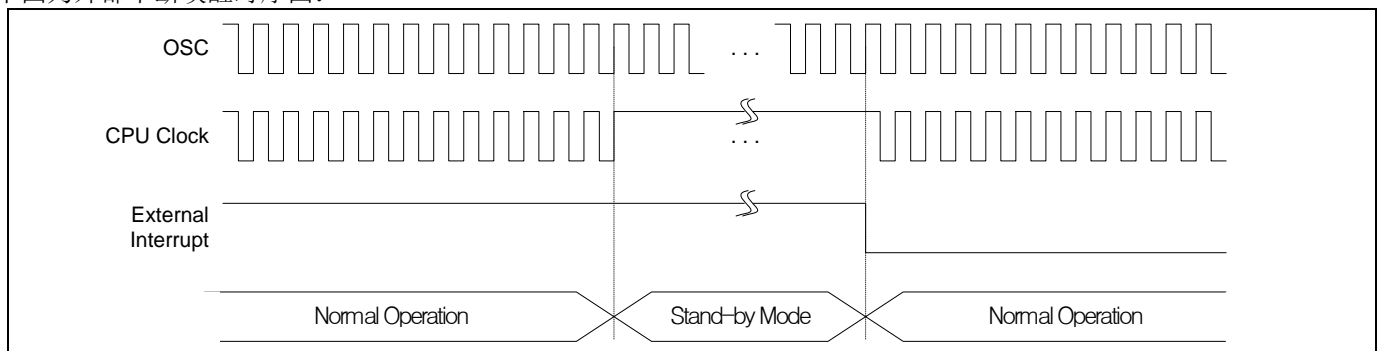 OSC
. . .
CPU Clock
. . .
External
Interrupt
Normal Operation
Stand-by Mode
Normal Operation